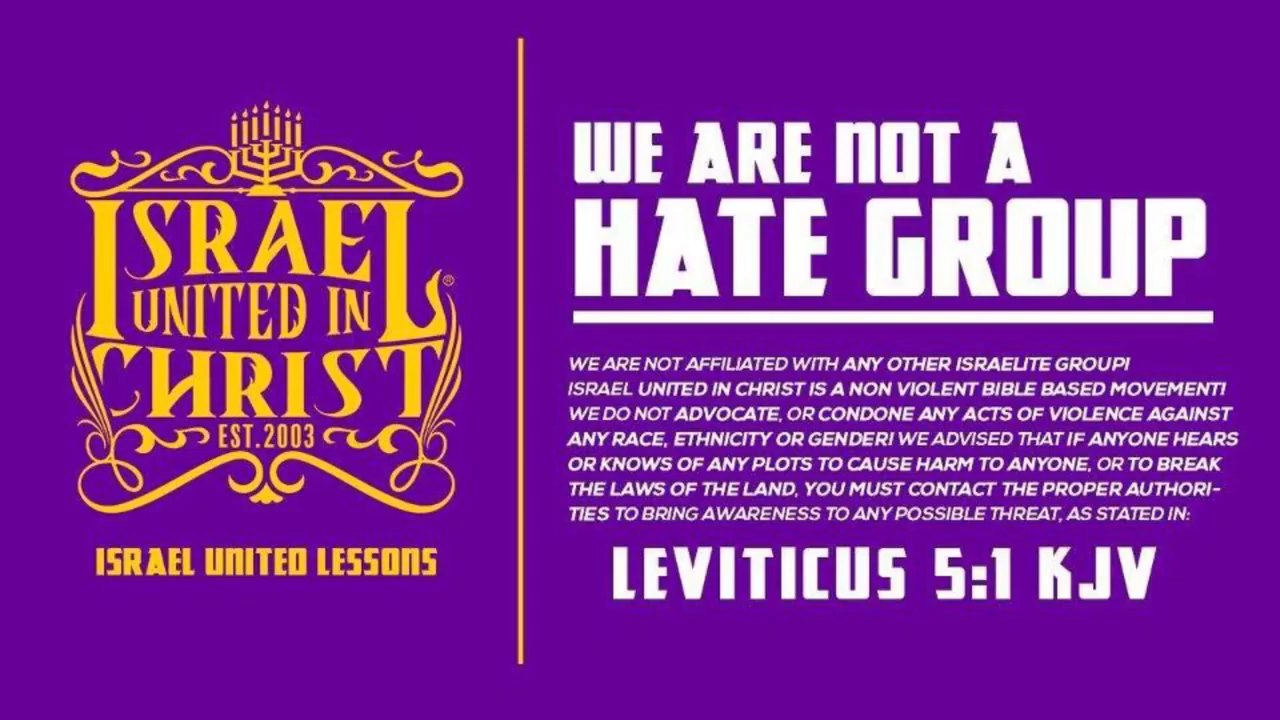 ISRAEL
UNITED IN
CHRIST
®
EST. 2003
ISRAEL UNITED LESSONS
WE ARE NOT A
HATE GROUP
WE ARE NOT AFFILIATED WITH ANY OTHER ISRAELITE GROUP!
ISRAEL UNITED IN CHRIST IS A NON VIOLENT BIBLE BASED MOVEMENT!
WE DO NOT ADVOCATE, OR CONDONE ANY ACTS OF VIOLENCE AGAINST
ANY RACE, ETHNICITY OR GENDER! WE ADVISED THAT IF ANYONE HEARS
OR KNOWS OF ANY PLOTS TO CAUSE HARM TO ANYONE, OR TO BREAK
THE LAWS OF THE LAND, YOU MUST CONTACT THE PROPER AUTHORI-
TIES TO BRING AWARENESS TO ANY POSSIBLE THREAT, AS STATED IN:
LEVITICUS 5:1 KJV